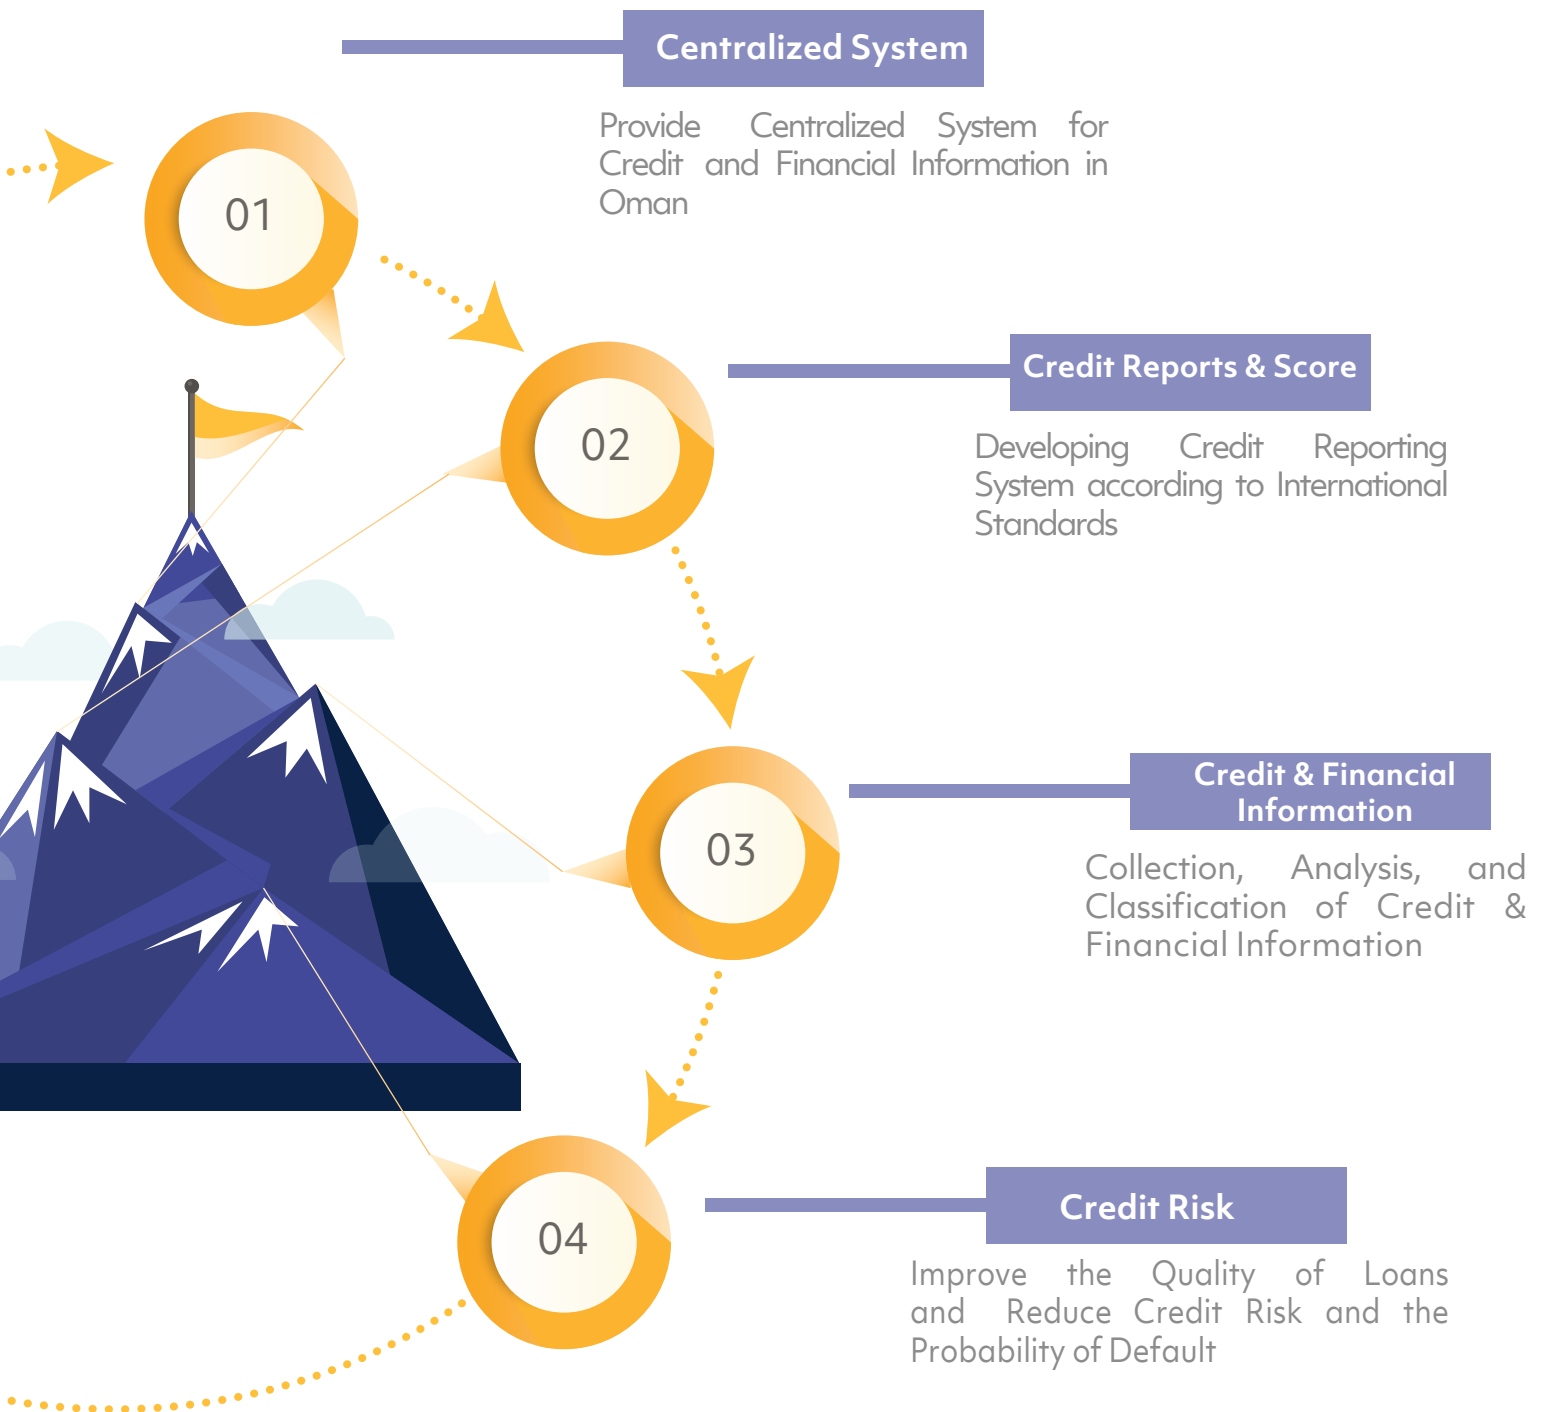 Centralized System
Provide Centralized System for
Credit and Financial Information in
Oman
01
Credit Reports & Score
02
Developing Credit Reporting
System according to International
Standards
Credit & Financial
Information
03
Collection, Analysis, and
Classification of Credit &
Financial Information
Credit Risk
04
Improve the Quality of Loans
and Reduce Credit Risk and the
Probability of Default